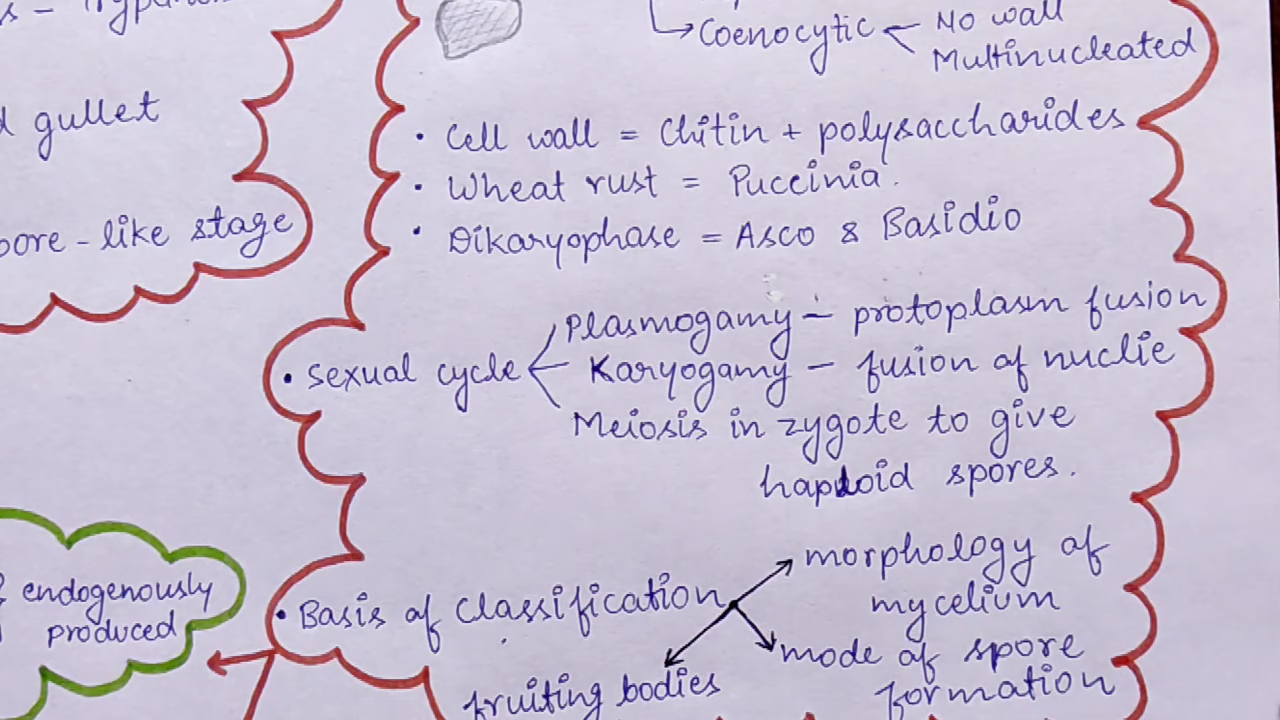 Coenocytic < No wall
Multinucleated
gullet
• Cell wall = Chitin + polysaccharides
• Wheat rust = Puccinia.
• Dikaryophase = Asco & Basidio
-like stage
Plasmogamy – protoplasm fusion
• sexual cycle
Karyogamy – fusion of nuclie
Meiosis in zygote to give
haploid spores.
morphology of
mycelium
endogenously
produced
• Basis of Classification
mode of spore
formation
fruiting bodies